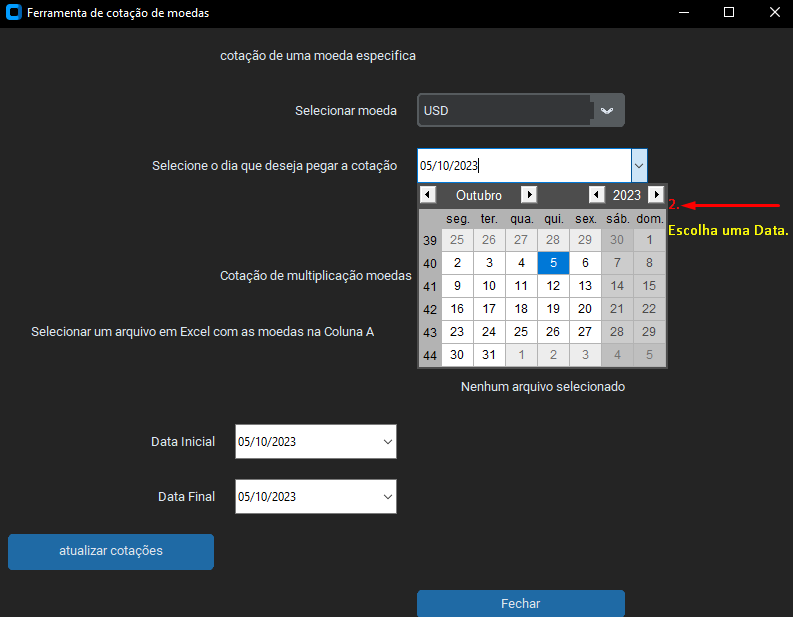 Ferramenta de cotação de moedas
cotação de uma moeda especifica
Selecionar moeda USD
Selecione o dia que deseja pegar a cotação 05/10/2023
Outubro 2023
2.
seg. ter. qua. qui. sex. sáb. dom.
Escolha uma Data.
39 25 26 27 28 29 30 1
40 2 3 4 5 6 7 8
Cotação de multiplicação moedas
41 9 10 11 12 13 14 15
42 16 17 18 19 20 21 22
Selecionar um arquivo em Excel com as moedas na Coluna A
43 23 24 25 26 27 28 29
44 30 31 1 2 3 4 5
Nenhum arquivo selecionado
Data Inicial 05/10/2023
Data Final 05/10/2023
atualizar cotações
Fechar